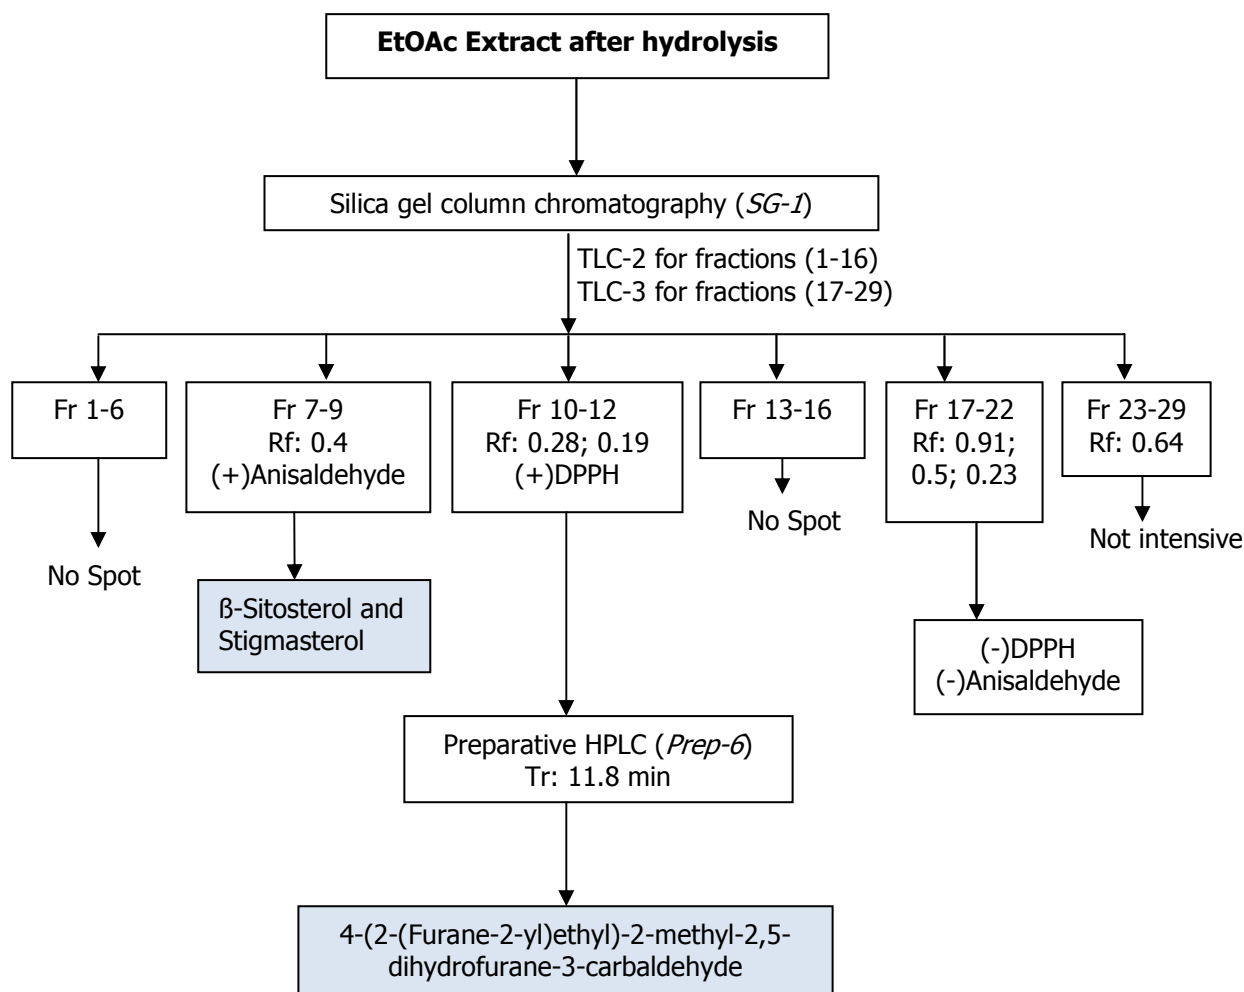 EtOAc Extract after hydrolysis
Silica gel column chromatography (SG-1)
TLC-2 for fractions (1-16)
TLC-3 for fractions (17-29)
Fr 1-6
No Spot
Fr 7-9
Rf: 0.4
(+)Anisaldehyde
ß-Sitosterol and
Stigmasterol
Fr 10-12
Rf: 0.28; 0.19
(+)DPPH
Preparative HPLC (Prep-6)
Tr: 11.8 min
4-(2-(Furane-2-yl)ethyl)-2-methyl-2,5-
dihydrofurane-3-carbaldehyde
Fr 13-16
No Spot
Fr 17-22
Rf: 0.91;
0.5; 0.23
(-)DPPH
(-)Anisaldehyde
Fr 23-29
Rf: 0.64
Not intensive